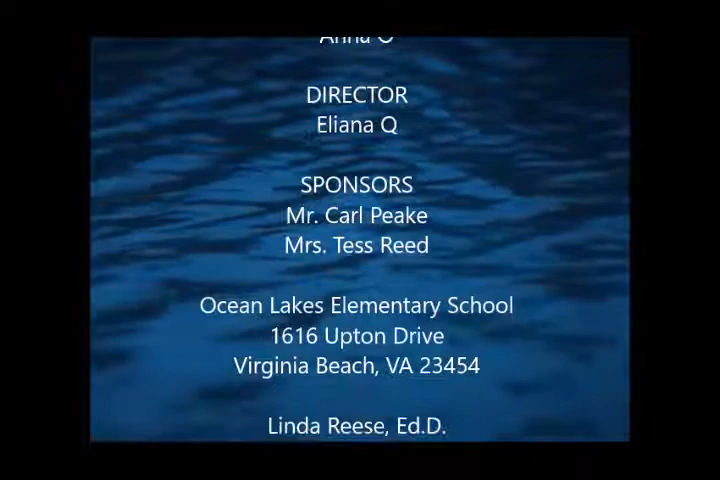 DIRECTOR
Eliana Q
SPONSORS
Mr. Carl Peake
Mrs. Tess Reed
Ocean Lakes Elementary School
1616 Upton Drive
Virginia Beach, VA 23454
Linda Reese, Ed.D.